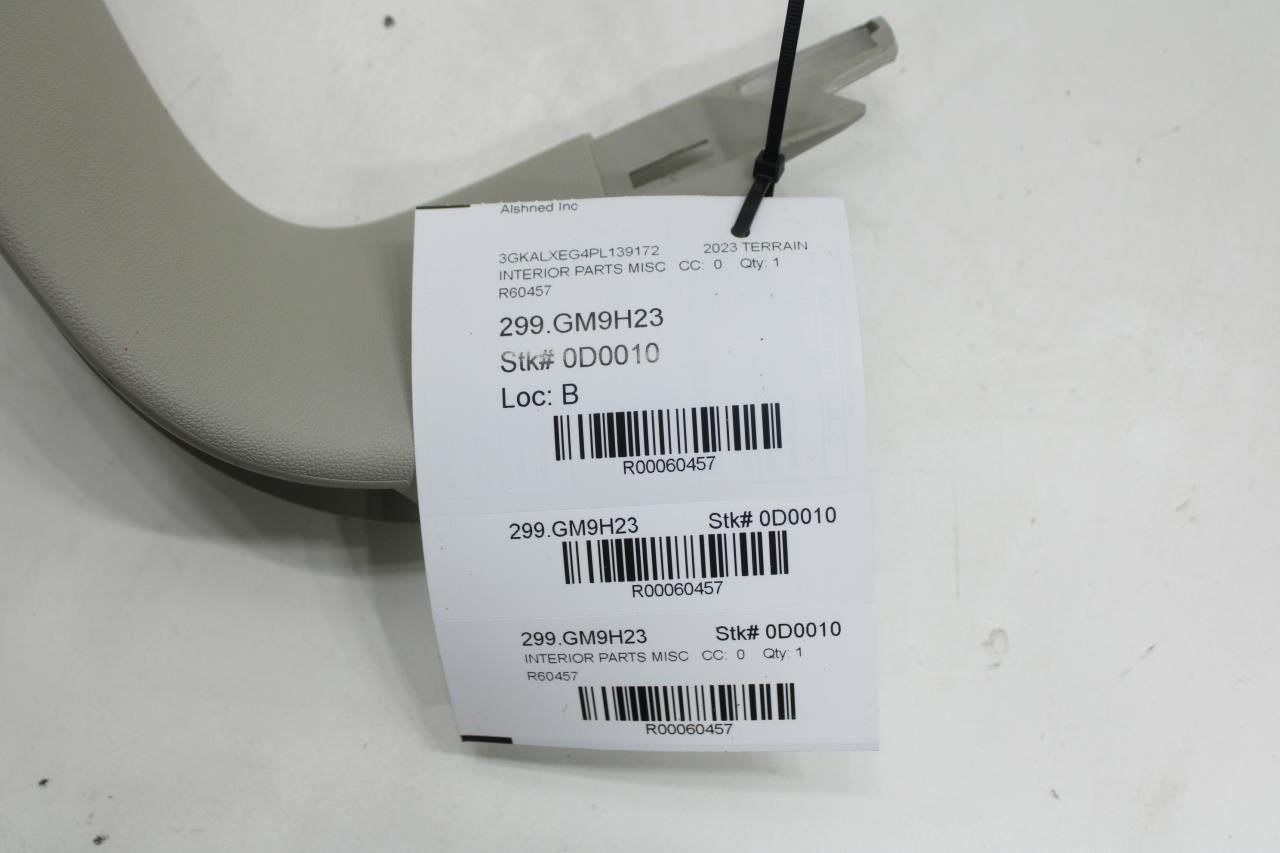 Alshned Inc
3GKALXEG4PL139172 2023 TERRAIN
INTERIOR PARTS MISC CC: 0 Qty: 1
R60457
299.GM9H23
Stk# 0D0010
Loc: B
R00060457
299.GM9H23 Stk# 0D0010
R00060457
299.GM9H23 Stk# 0D0010
INTERIOR PARTS MISC CC: 0 Qty: 1
R60457
R00060457